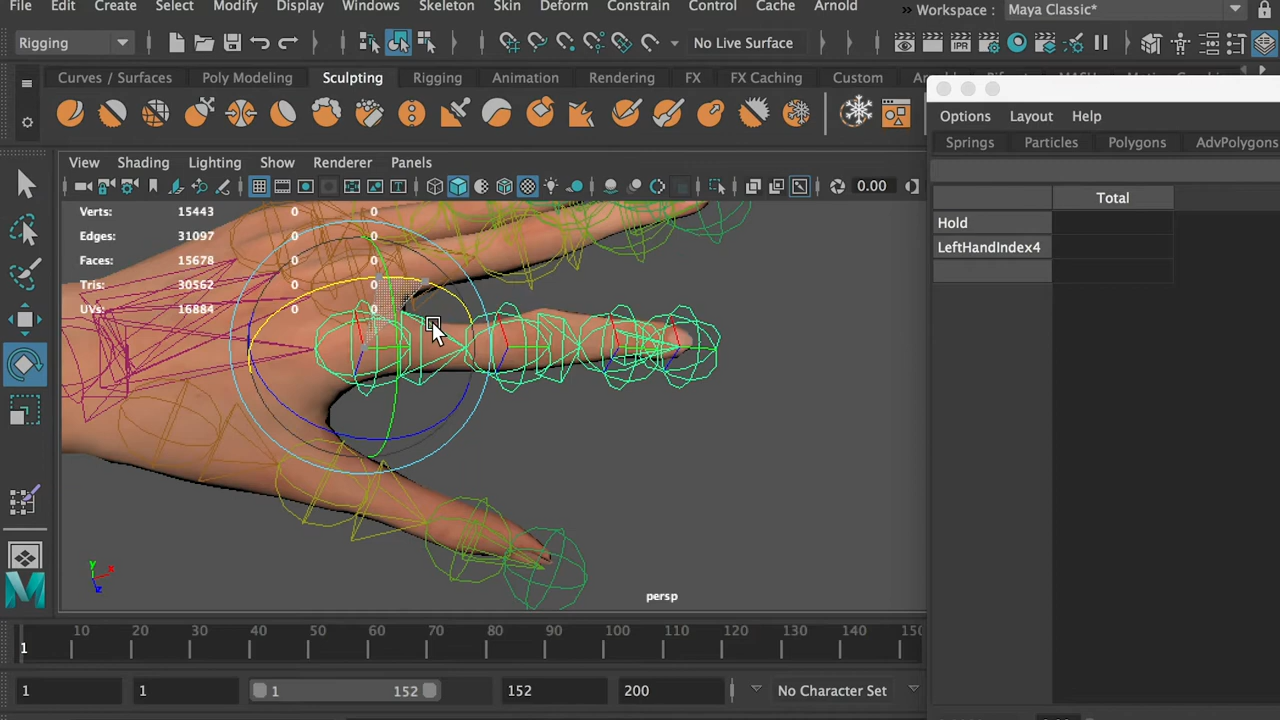 File Edit Create Select Modify Display Windows Skeleton Skin Deform Constrain Control Cache Arnold » Workspace: Maya Classic*
Rigging No Live Surface IPR
Curves / Surfaces Poly Modeling Sculpting Rigging Animation Rendering FX FX Caching Custom
Options Layout Help
Springs Particles Polygons AdvPolygons
View Shading Lighting Show Renderer Panels
0.00
Total
Hold
LeftHandIndex4
Verts: 15443 0 0
Edges: 31097 0 0
Faces: 15678 0 0
Tris: 30562 0 0
UVs: 16884 0 0
y x z
persp
10 20 30 40 50 60 70 80 90 100 110 120 130 140
1
1 1 1 152 152 200 No Character Set